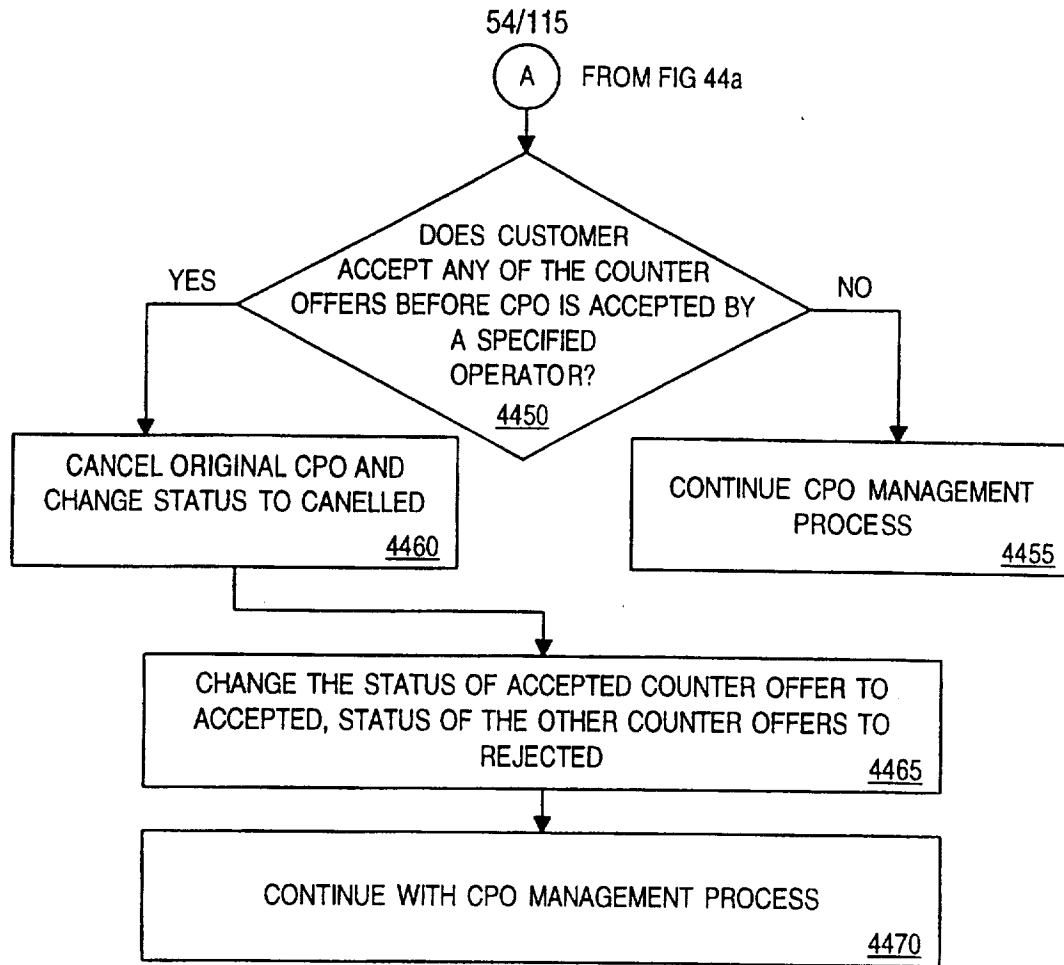 54/115
A FROM FIG 44a
DOES CUSTOMER
ACCEPT ANY OF THE COUNTER
OFFERS BEFORE CPO IS ACCEPTED BY
A SPECIFIED
OPERATOR?
4450
YES
NO
CANCEL ORIGINAL CPO AND
CHANGE STATUS TO CANELLED
4460
CONTINUE CPO MANAGEMENT
PROCESS
4455
CHANGE THE STATUS OF ACCEPTED COUNTER OFFER TO
ACCEPTED, STATUS OF THE OTHER COUNTER OFFERS TO
REJECTED
4465
CONTINUE WITH CPO MANAGEMENT PROCESS
4470